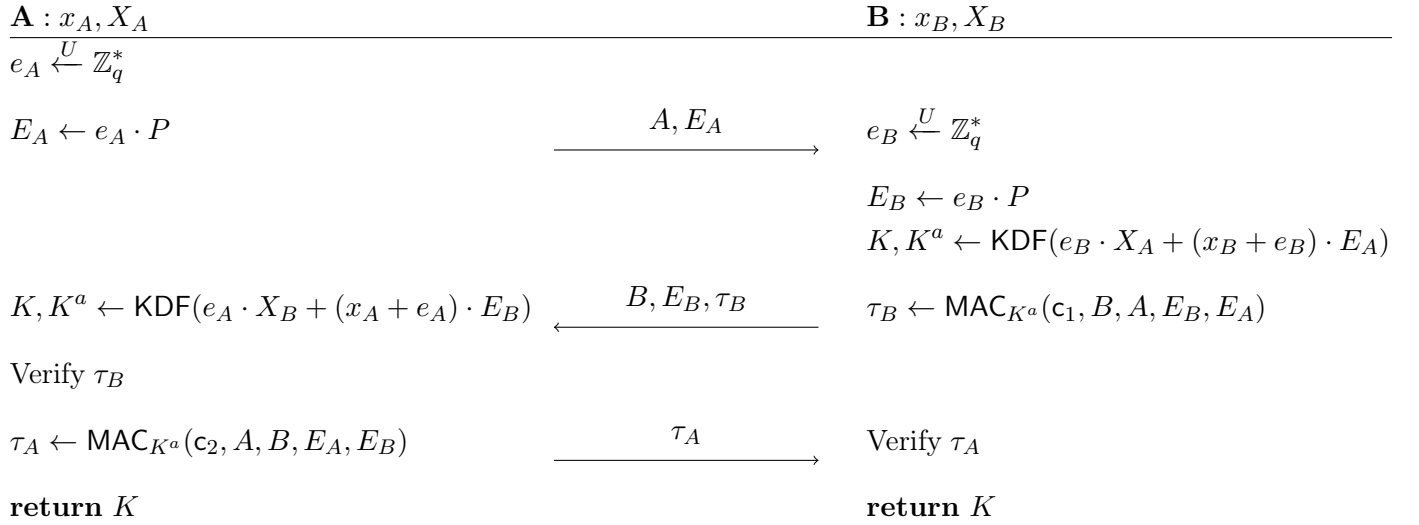 A : x_A, X_A B : x_B, X_B
e_A ←^U ℤ_q^*
E_A ← e_A · P A, E_A e_B ←^U ℤ_q^*
E_B ← e_B · P
K, K^a ← KDF(e_B · X_A + (x_B + e_B) · E_A)
K, K^a ← KDF(e_A · X_B + (x_A + e_A) · E_B) B, E_B, τ_B τ_B ← MAC_{K^a}(c_1, B, A, E_B, E_A)
Verify τ_B
τ_A ← MAC_{K^a}(c_2, A, B, E_A, E_B) τ_A Verify τ_A
return K return K